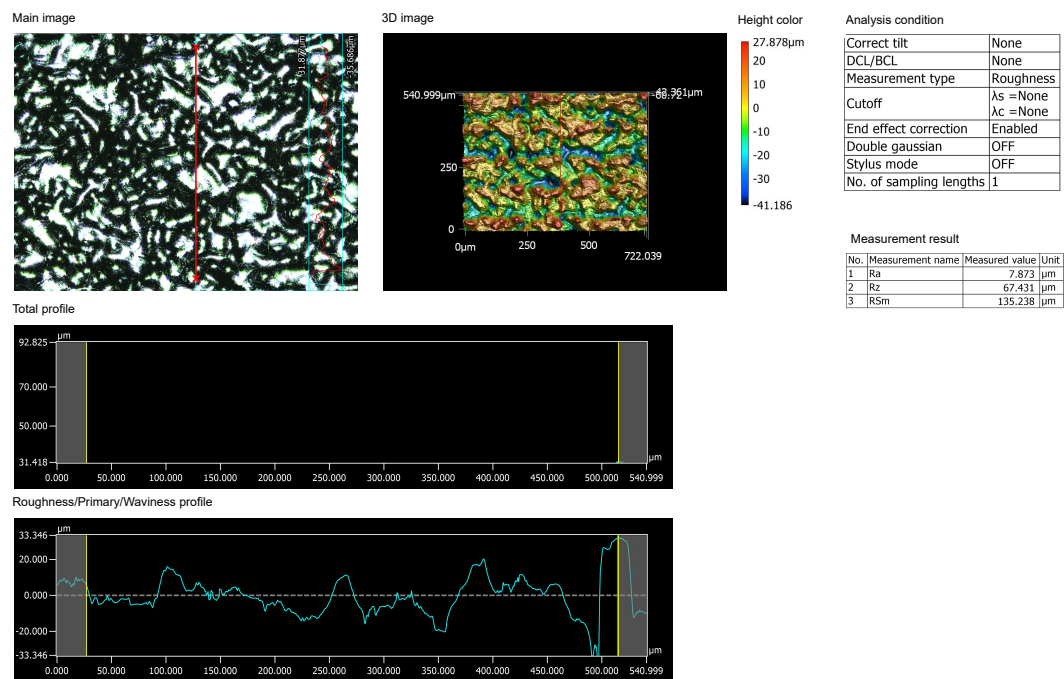 Main image
3D image
Height color
Analysis condition
-31.877µm
-35.686µm
540.999µm
-42.361µm
250
0
0µm
250
500
722.039
27.878µm
20
10
0
-10
-20
-30
-41.186
Correct tilt None
DCL/BCL None
Measurement type Roughness
Cutoff λs =None
λc =None
End effect correction Enabled
Double gaussian OFF
Stylus mode OFF
No. of sampling lengths 1
Measurement result
No. Measurement name Measured value Unit
1 Ra 7.873 µm
2 Rz 67.431 µm
3 RSm 135.238 µm
Total profile
µm
92.825
70.000
50.000
31.418
µm
0.000 50.000 100.000 150.000 200.000 250.000 300.000 350.000 400.000 450.000 500.000 540.999
Roughness/Primary/Waviness profile
µm
33.346
20.000
0.000
-20.000
-33.346
µm
0.000 50.000 100.000 150.000 200.000 250.000 300.000 350.000 400.000 450.000 500.000 540.999